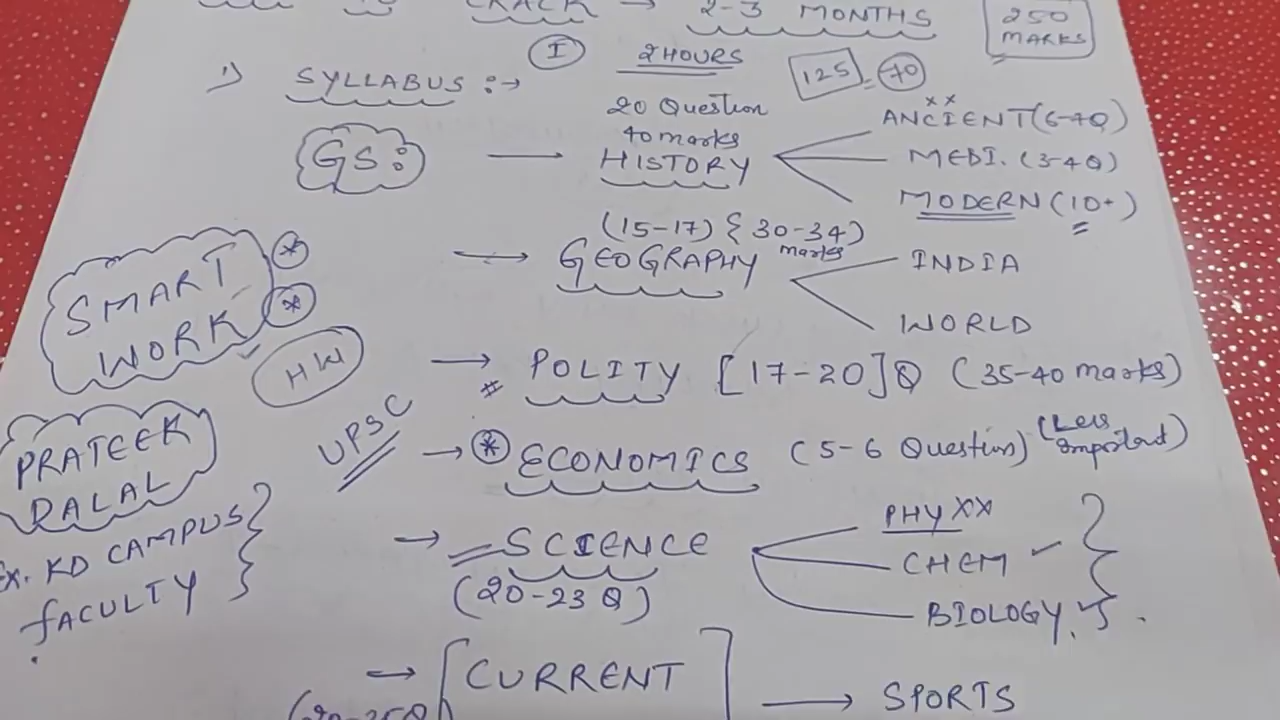 CRACK → 2-3 MONTHS
250 MARKS
I
2 HOURS
125 70
1) SYLLABUS :→
GS:
20 Question
40 marks
→ HISTORY
ANCIENT (6-4Q)
MEDI. (3-4Q)
MODERN (10+)
(15-17) { 30-34) marks
→ GEOGRAPHY
INDIA
WORLD
SMART WORK
HW
→ # POLITY [17-20]Q (35-40 marks)
UPSC
→ * ECONOMICS (5-6 Question) (Less important)
PRATEEK DALAL
Ex. KD CAMPUS
FACULTY
→ SCIENCE
(20-23 Q)
PHY XX
CHEM ✓
BIOLOGY
→ [CURRENT] → SPORTS